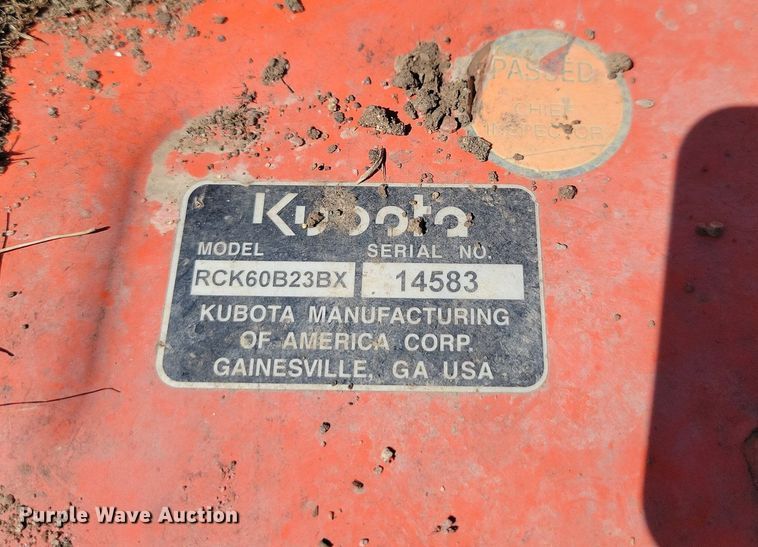 PASSED
CHIEF
INSPECTOR
Kubota
MODEL SERIAL NO.
RCK60B23BX 14583
KUBOTA MANUFACTURING
OF AMERICA CORP.
GAINESVILLE, GA USA
Purple Wave Auction